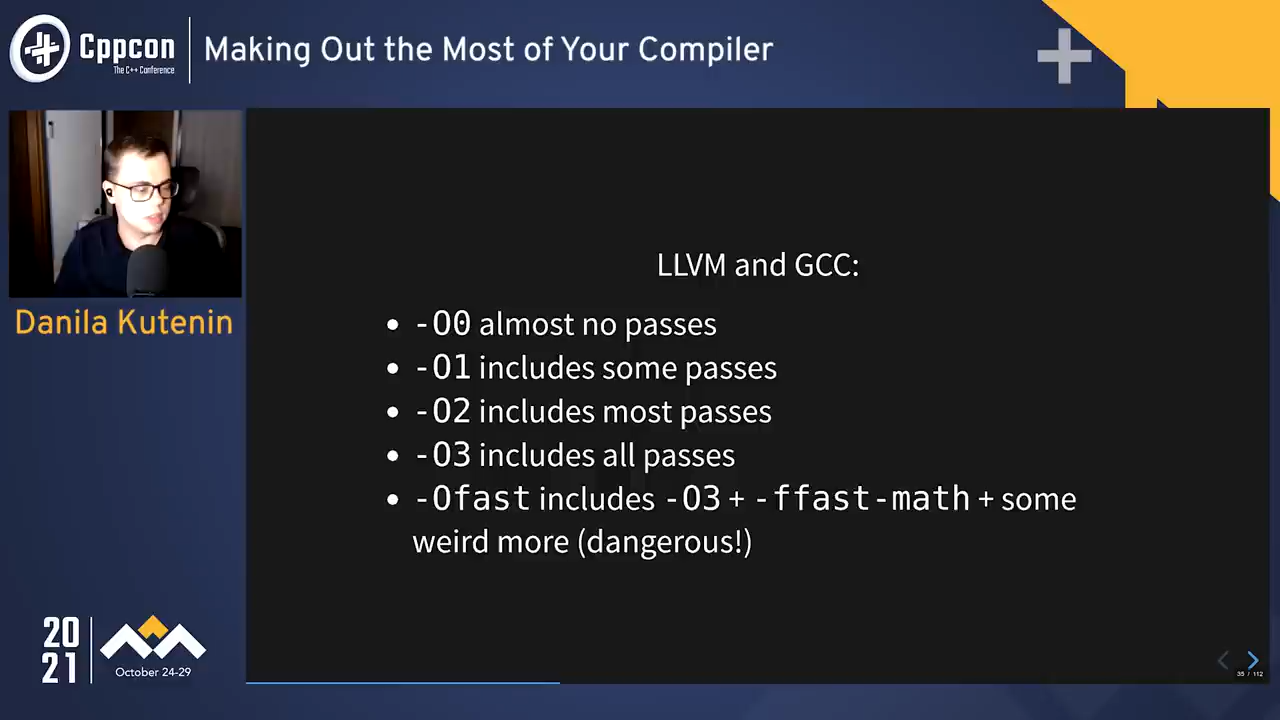 Cppcon
The C++ Conference
Making Out the Most of Your Compiler
Danila Kutenin
LLVM and GCC:
• -O0 almost no passes
• -O1 includes some passes
• -O2 includes most passes
• -O3 includes all passes
• -Ofast includes -O3 + -ffast-math + some
weird more (dangerous!)
20
21
October 24-29
35 / 112